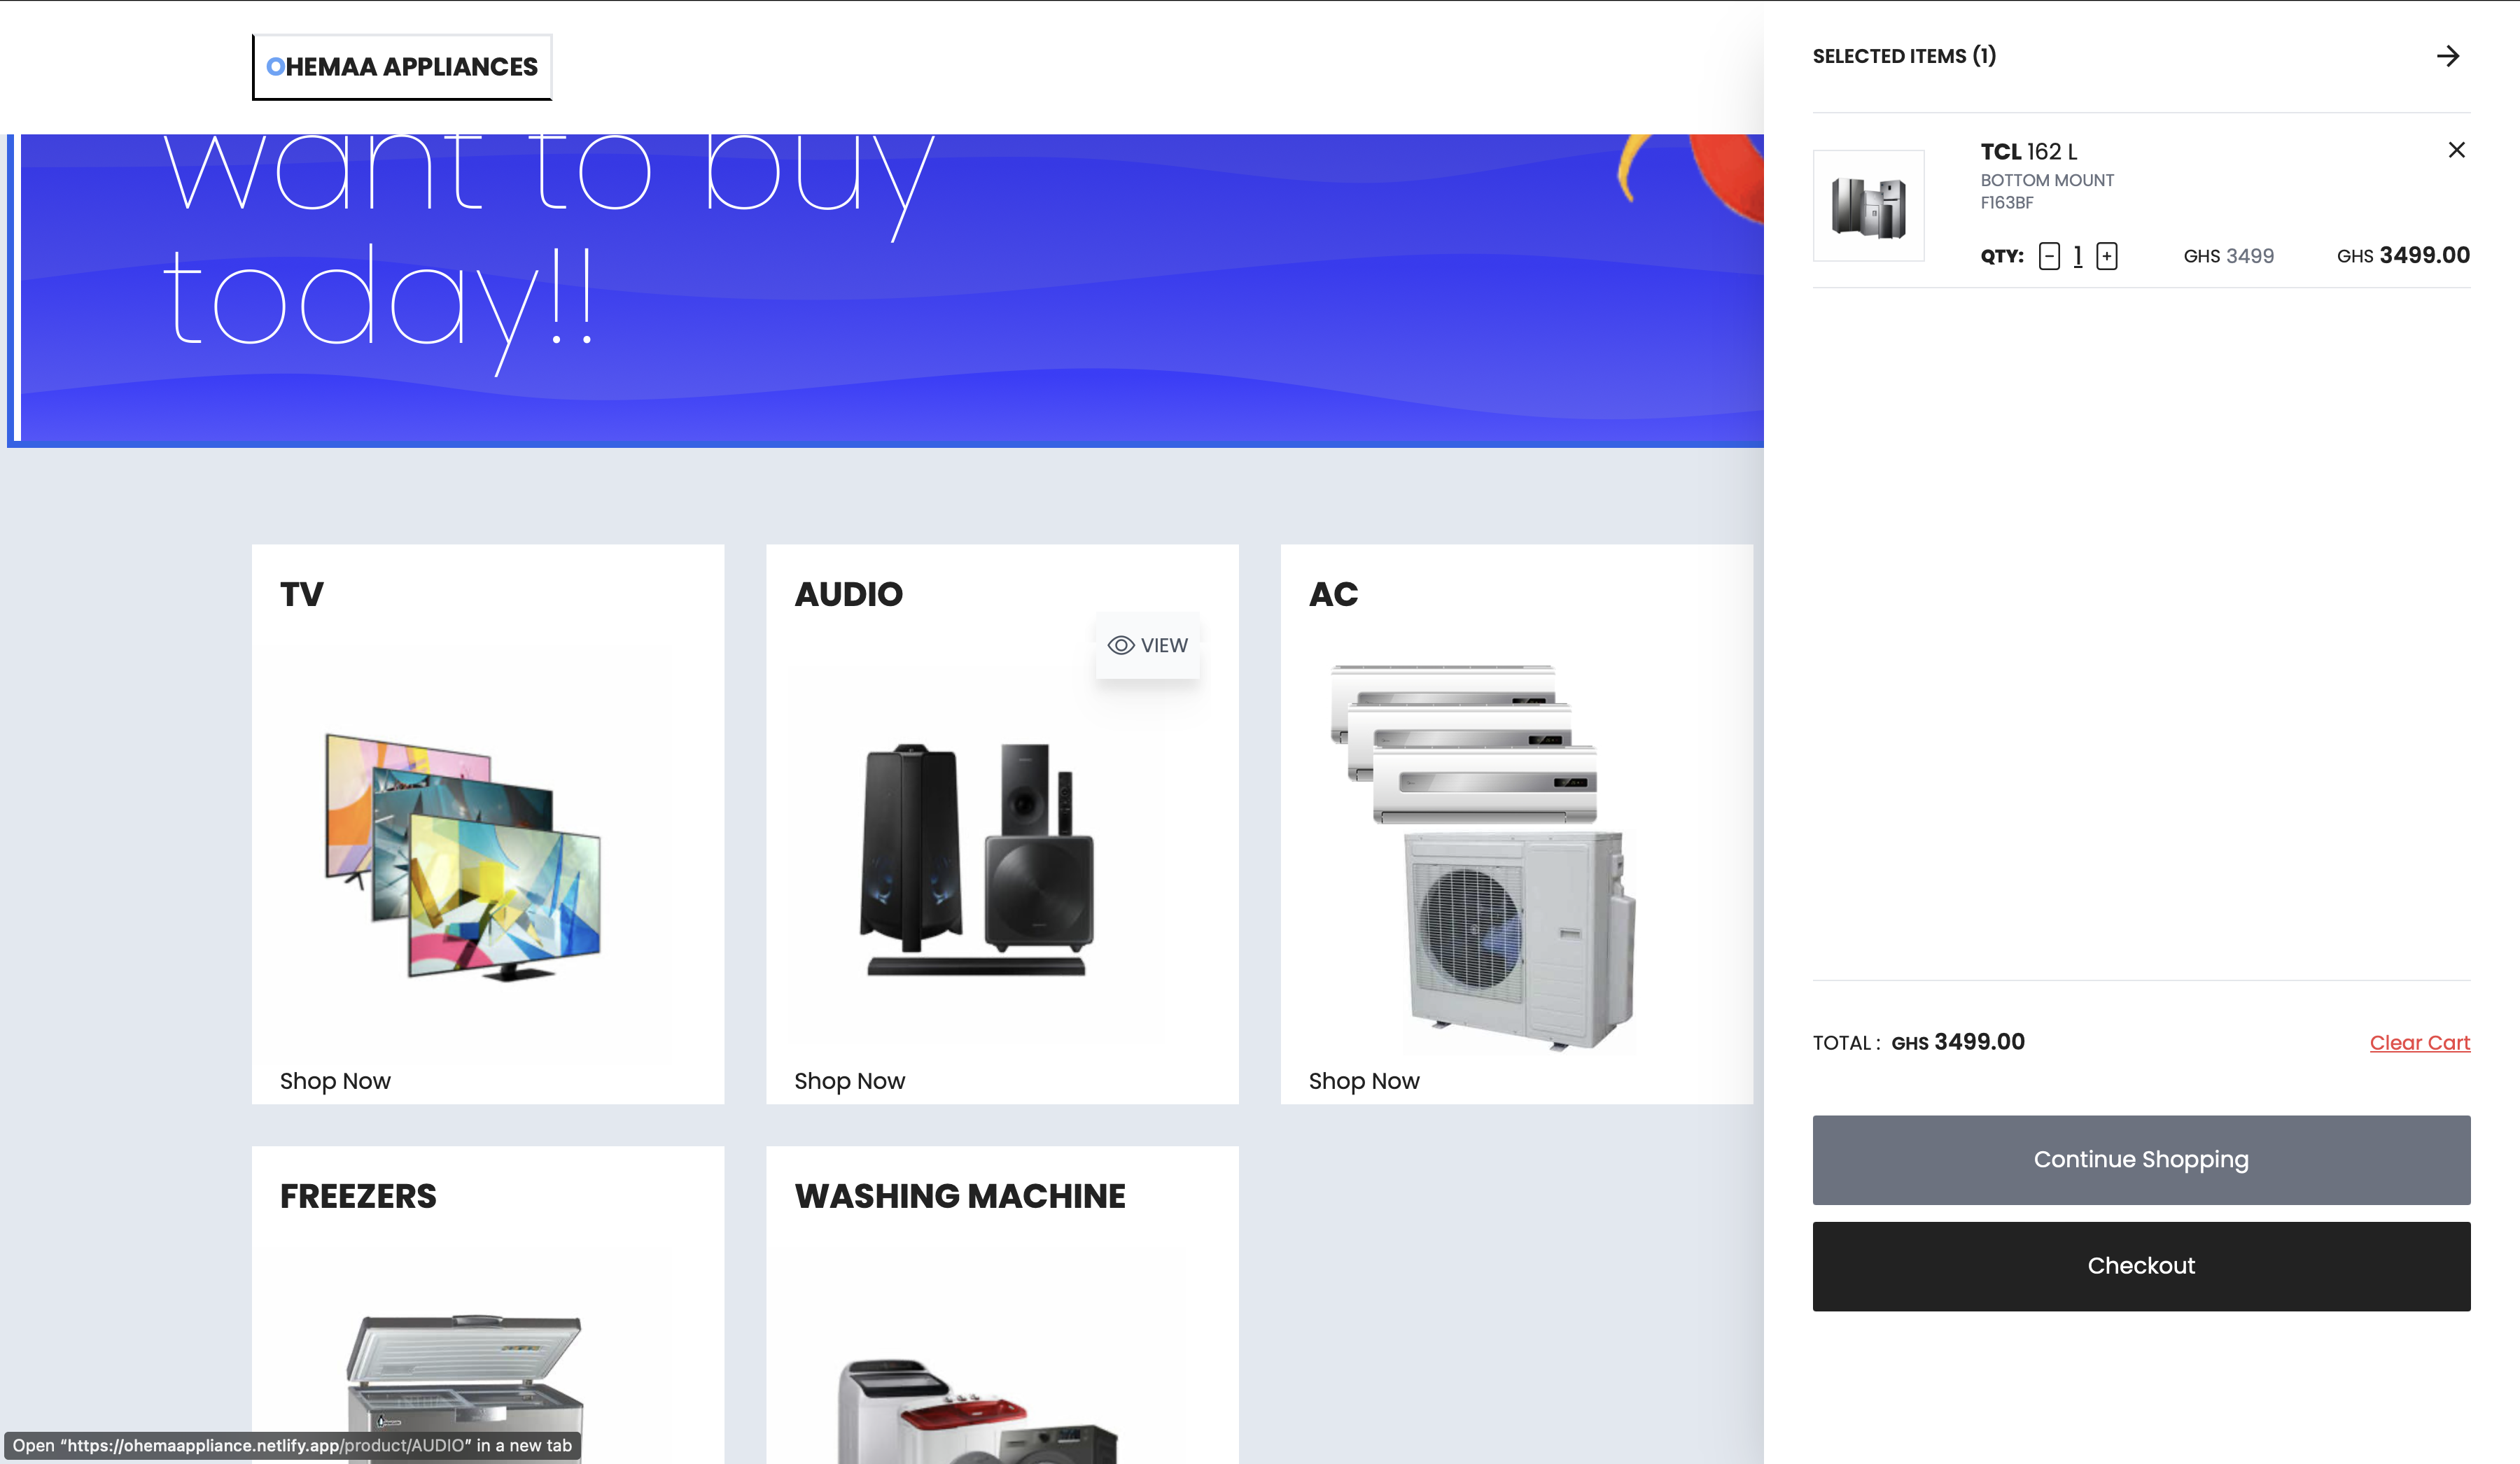 OHEMAA APPLIANCES
want to buy
today!!
TV
Shop Now
AUDIO
VIEW
Shop Now
AC
Shop Now
FREEZERS
WASHING MACHINE
Open “https://ohemaappliance.netlify.app/product/AUDIO” in a new tab
SELECTED ITEMS (1)
TCL 162 L
BOTTOM MOUNT
F163BF
QTY: - 1 + GHS 3499 GHS 3499.00
TOTAL : GHS 3499.00 Clear Cart
Continue Shopping
Checkout